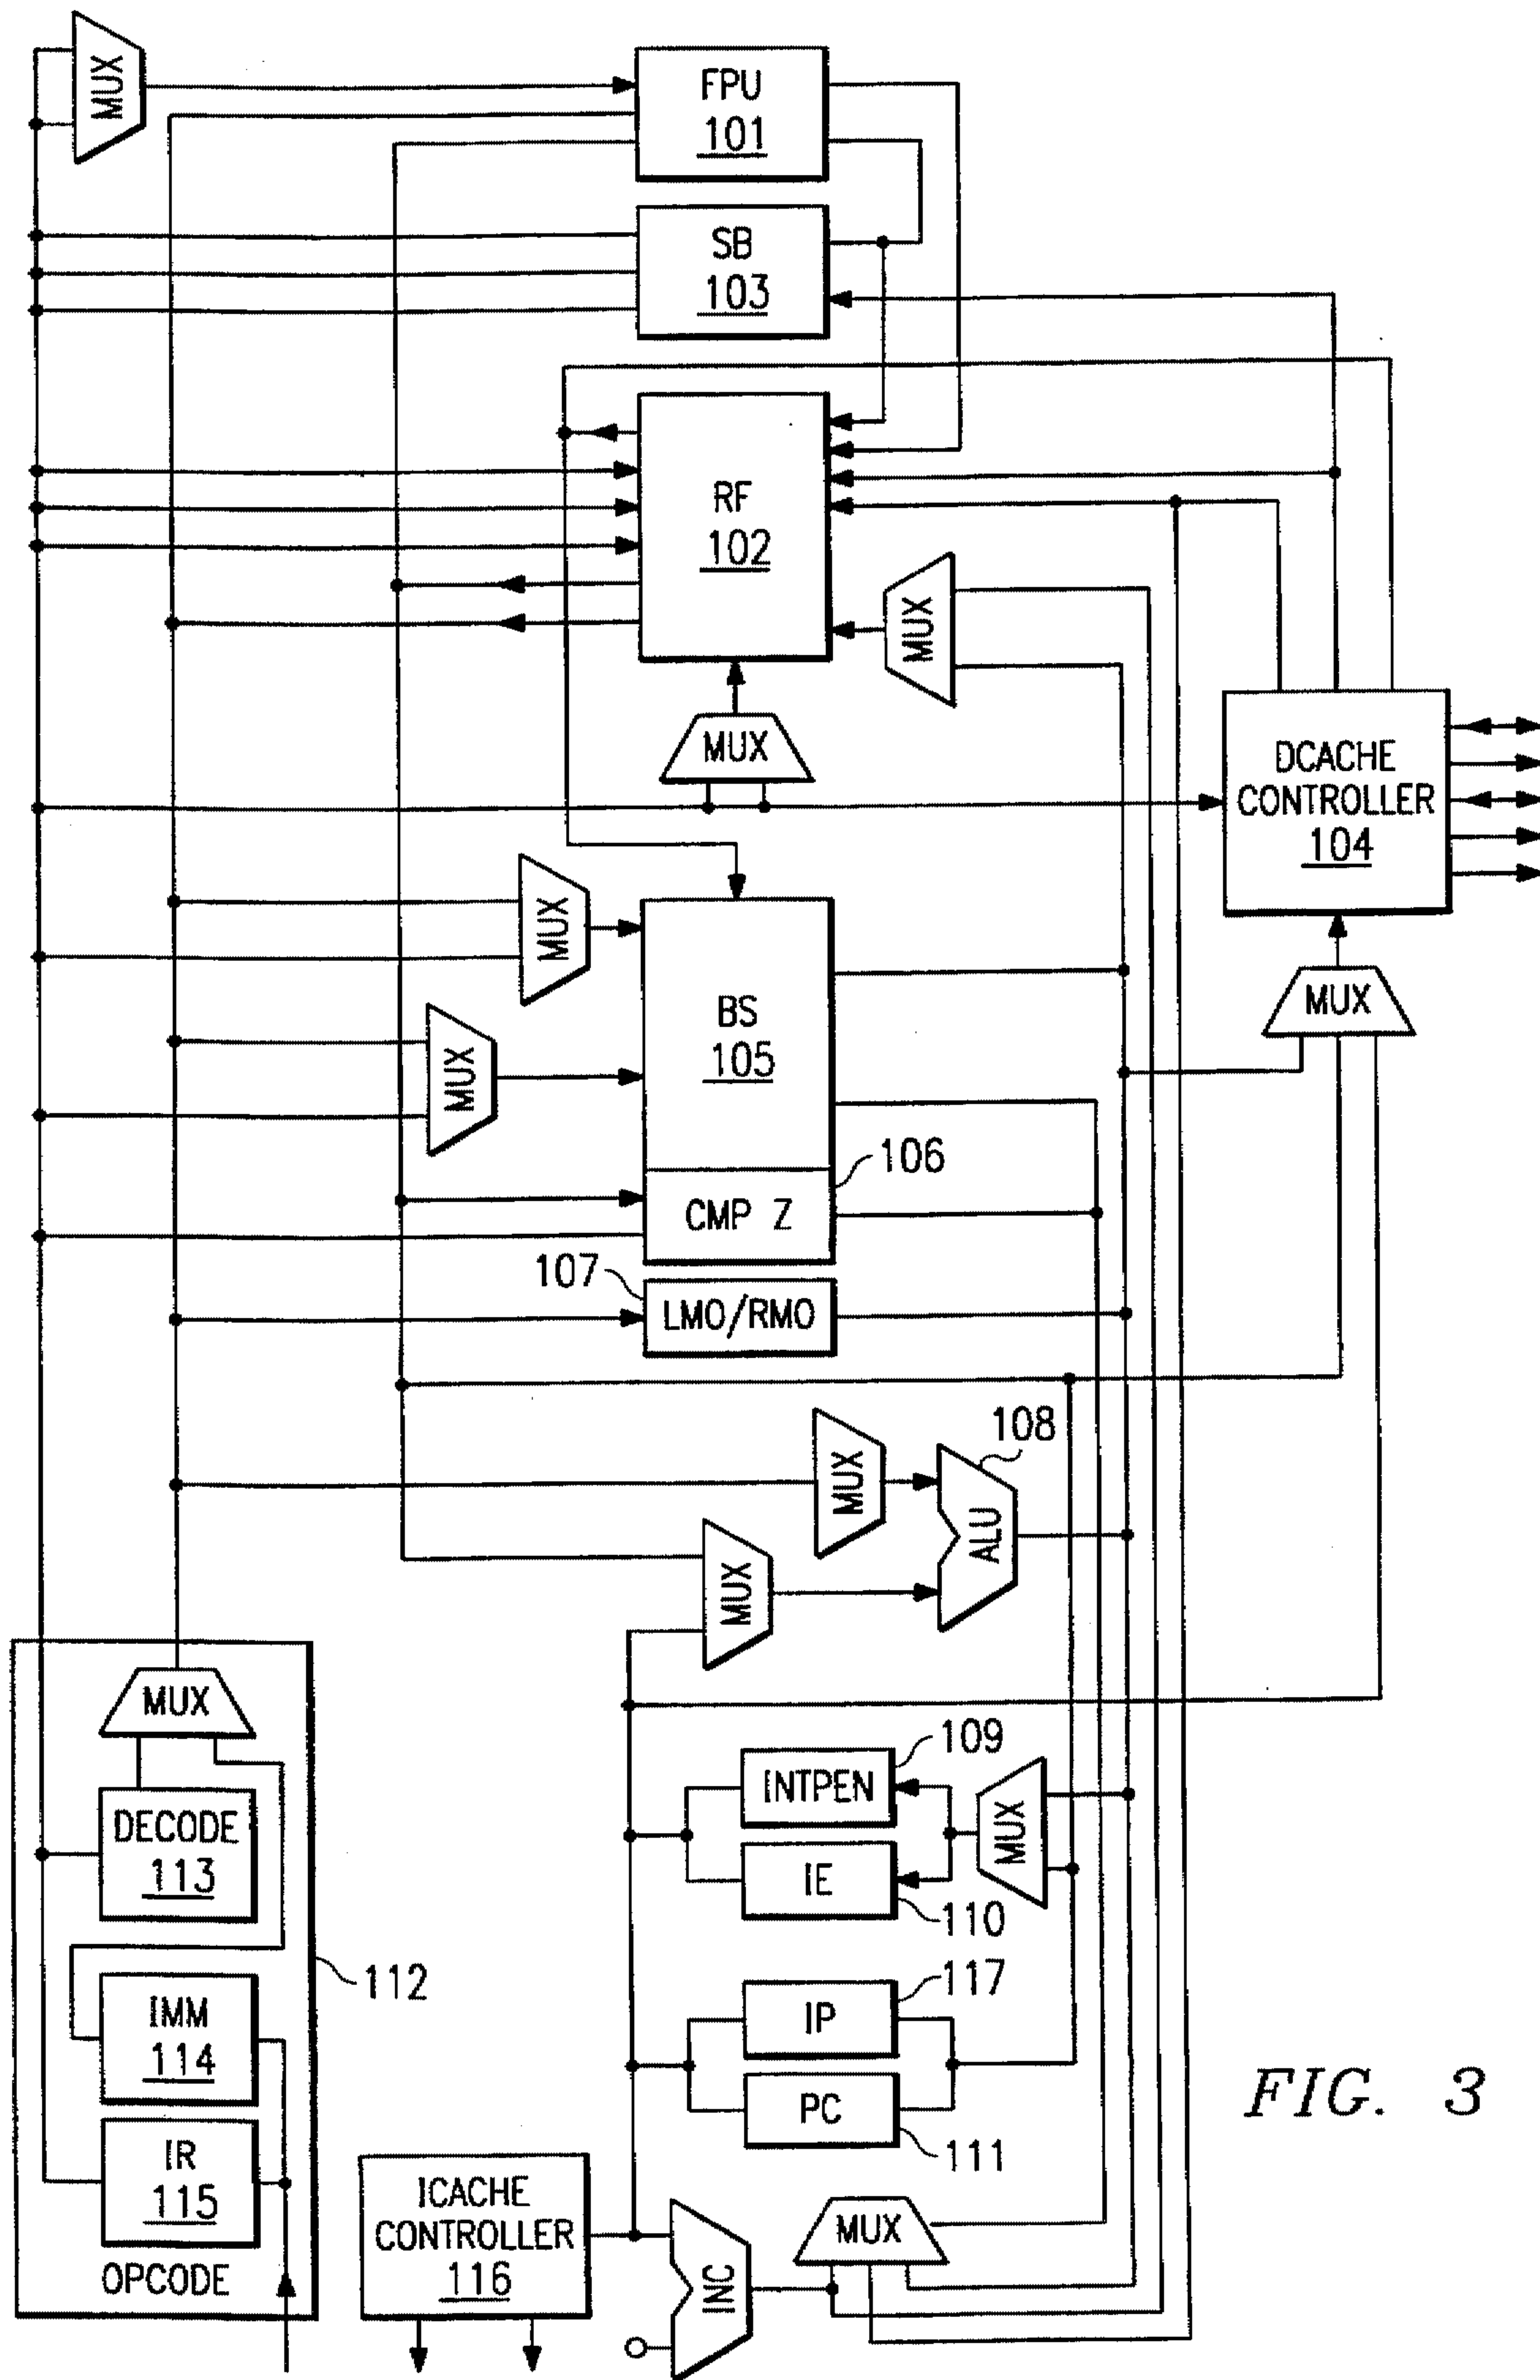 MUX
FPU
101
SB
103
RF
102
MUX
MUX
DCACHE
CONTROLLER
104
MUX
MUX
BS
105
MUX
106
CMP Z
107
LMO/RMO
108
MUX
ALU
MUX
MUX
109
INTPEN
MUX
DECODE
113
IE
110
112
117
IMM
114
IP
PC
111
FIG. 3
IR
115
OPCODE
ICACHE
CONTROLLER
116
MUX
INC